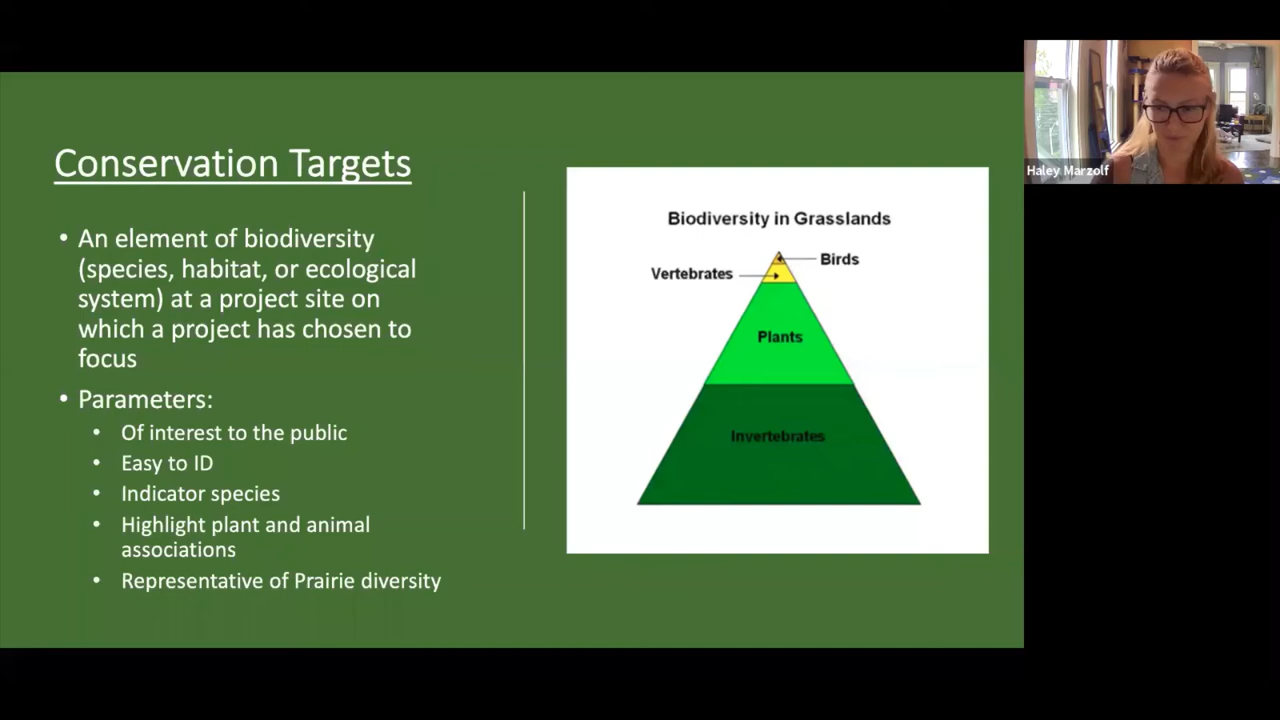 Conservation Targets
• An element of biodiversity
(species, habitat, or ecological
system) at a project site on
which a project has chosen to
focus
• Parameters:
• Of interest to the public
• Easy to ID
• Indicator species
• Highlight plant and animal
associations
• Representative of Prairie diversity
Biodiversity in Grasslands
Birds
Vertebrates
Plants
Invertebrates
Haley Marzolf